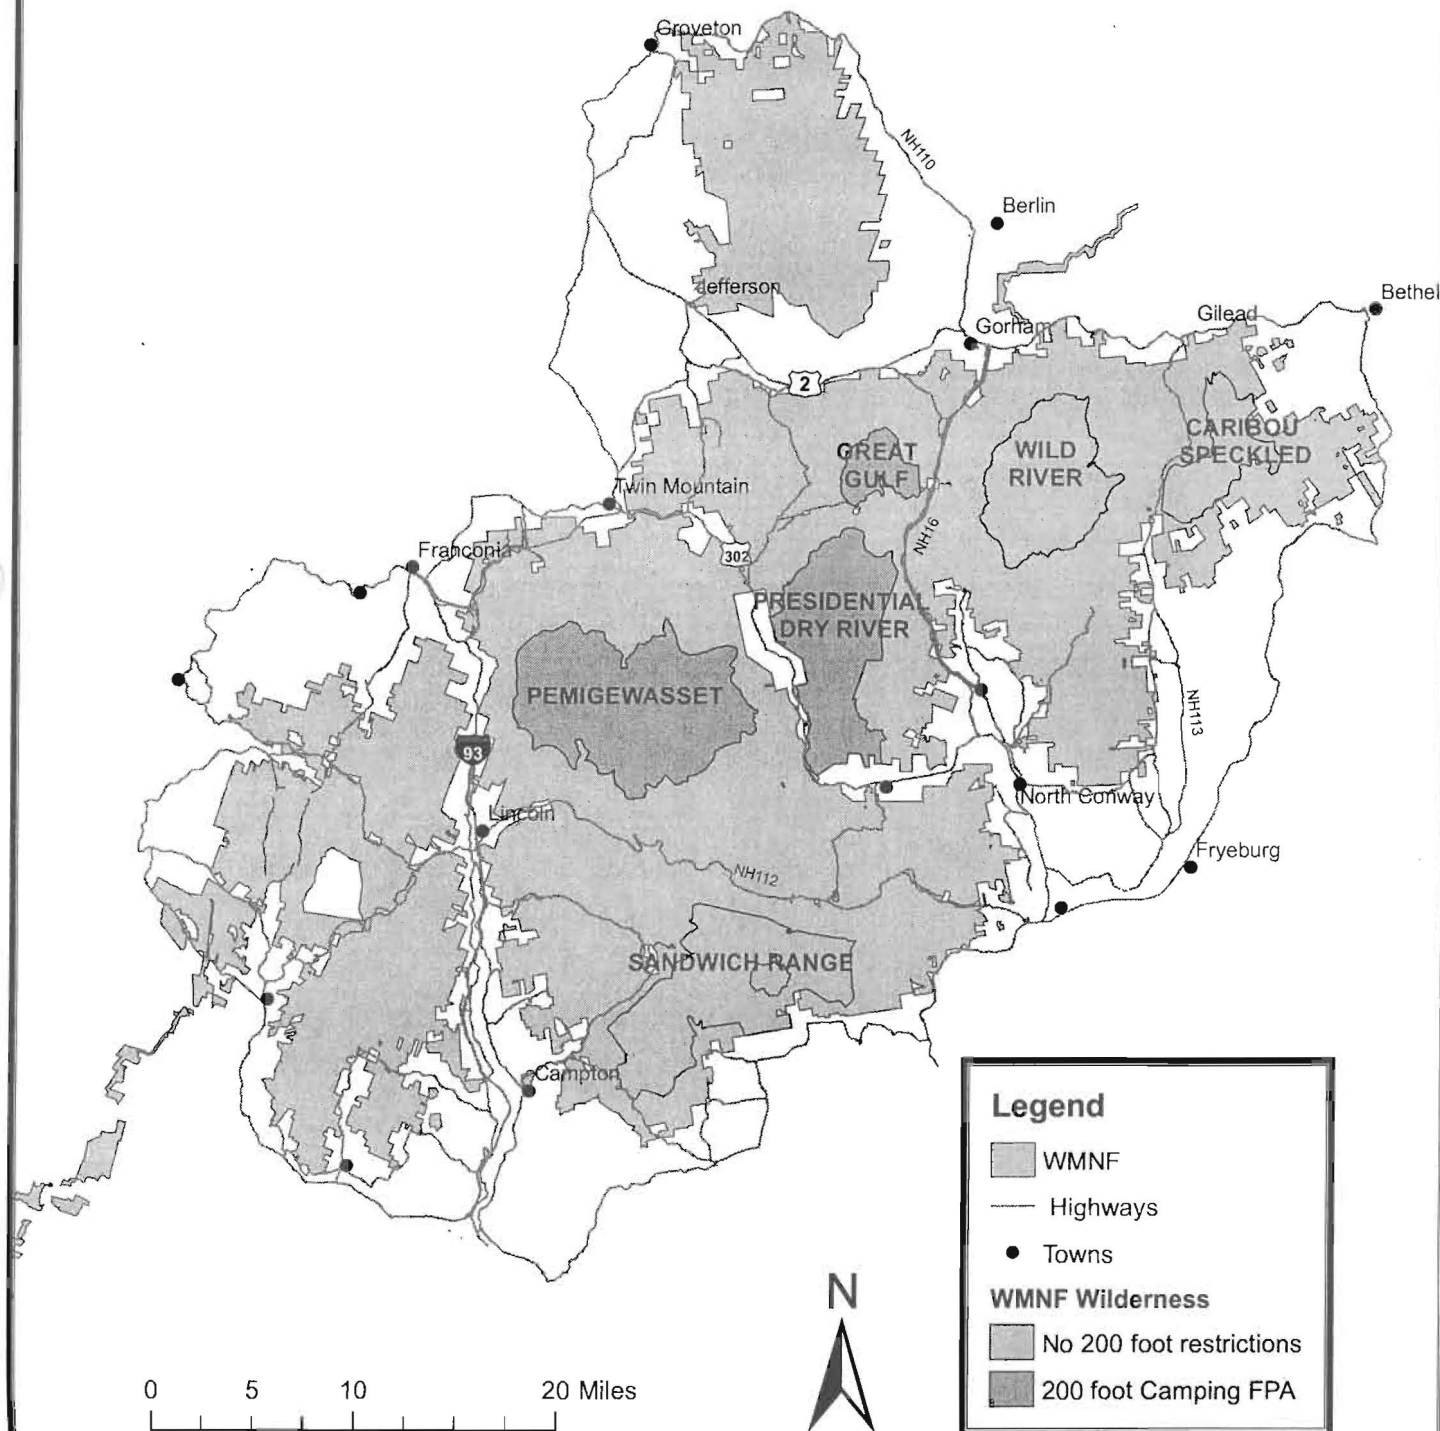 Groveton
NH110
Berlin
Jefferson
Bethel
Gilead
Gorham
2
CARIBOU
SPECKLED
GREAT
GULF
WILD
RIVER
Twin Mountain
NH16
Franconia
302
PRESIDENTIAL
DRY RIVER
PEMIGEWASSET
NH113
93
North Conway
Lincoln
Fryeburg
NH112
SANDWICH RANGE
Campton
Legend
WMNF
Highways
Towns
WMNF Wilderness
No 200 foot restrictions
200 foot Camping FPA
N
0 5 10 20 Miles